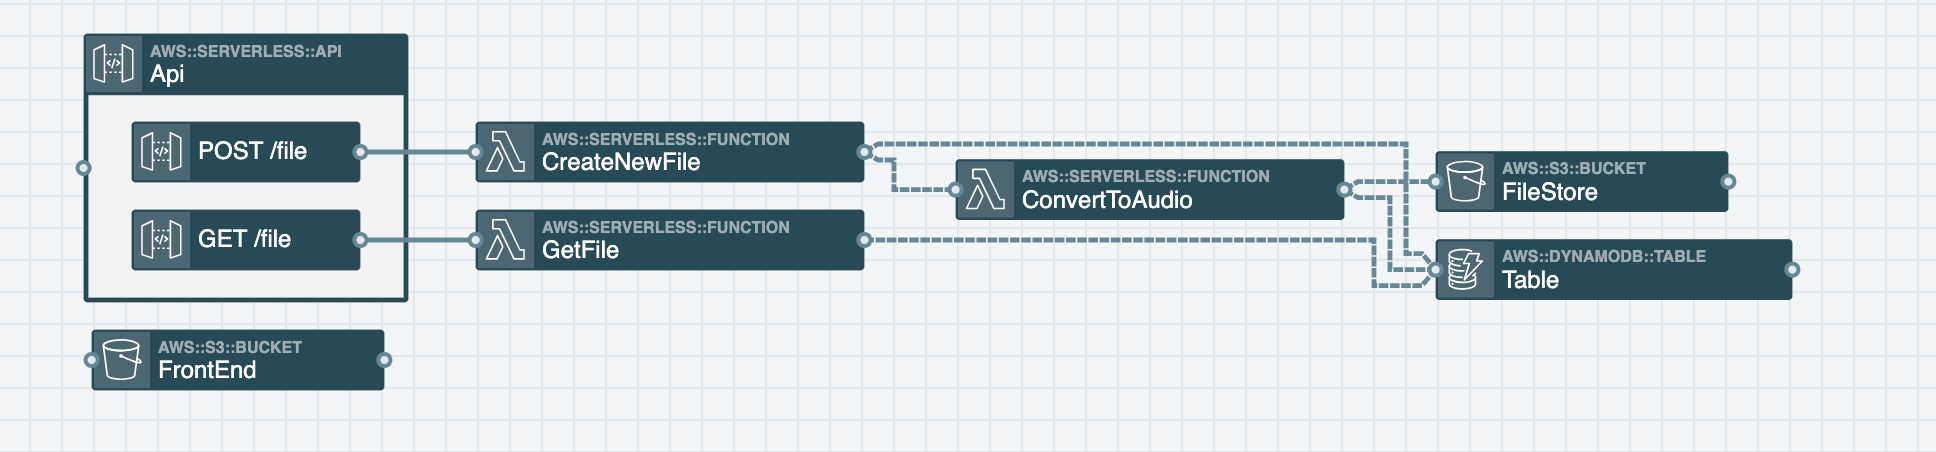 AWS::SERVERLESS::API
Api
POST /file
GET /file
AWS::SERVERLESS::FUNCTION
CreateNewFile
AWS::SERVERLESS::FUNCTION
GetFile
AWS::SERVERLESS::FUNCTION
ConvertToAudio
AWS::S3::BUCKET
FileStore
AWS::DYNAMODB::TABLE
Table
AWS::S3::BUCKET
FrontEnd